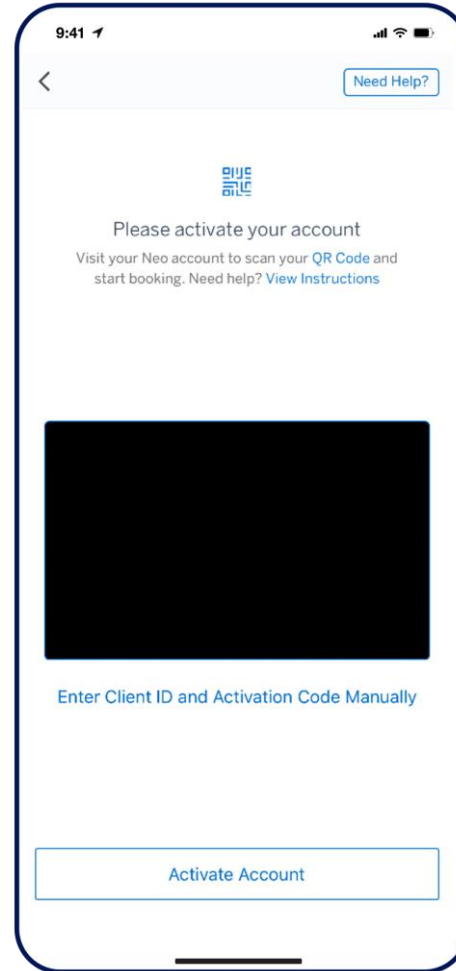 9:41
Need Help?
Please activate your account
Visit your Neo account to scan your QR Code and
start booking. Need help? View Instructions
Enter Client ID and Activation Code Manually
Activate Account